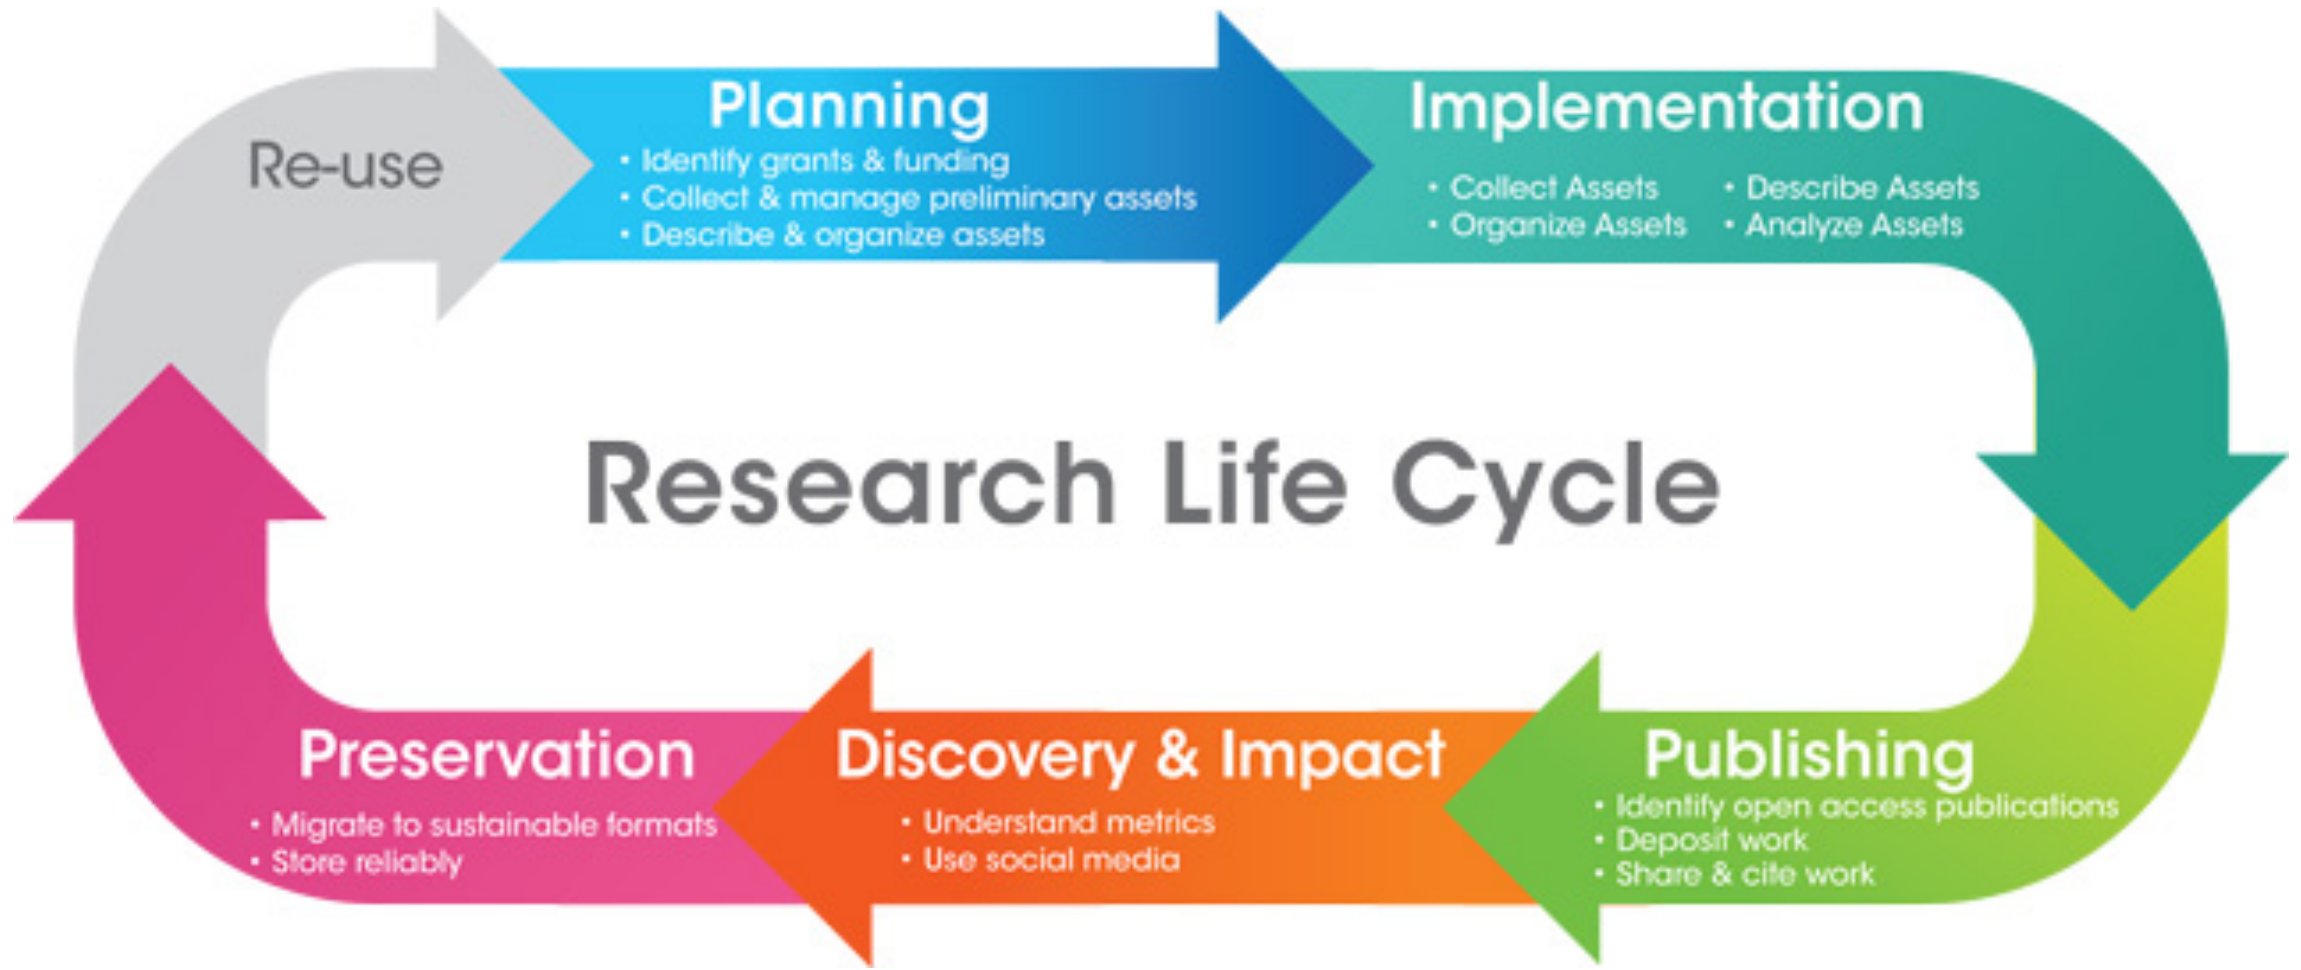 Re-use
Planning
• Identify grants & funding
• Collect & manage preliminary assets
• Describe & organize assets
Implementation
• Collect Assets
• Organize Assets
• Describe Assets
• Analyze Assets
Research Life Cycle
Publishing
• Identify open access publications
• Deposit work
• Share & cite work
Discovery & Impact
• Understand metrics
• Use social media
Preservation
• Migrate to sustainable formats
• Store reliably